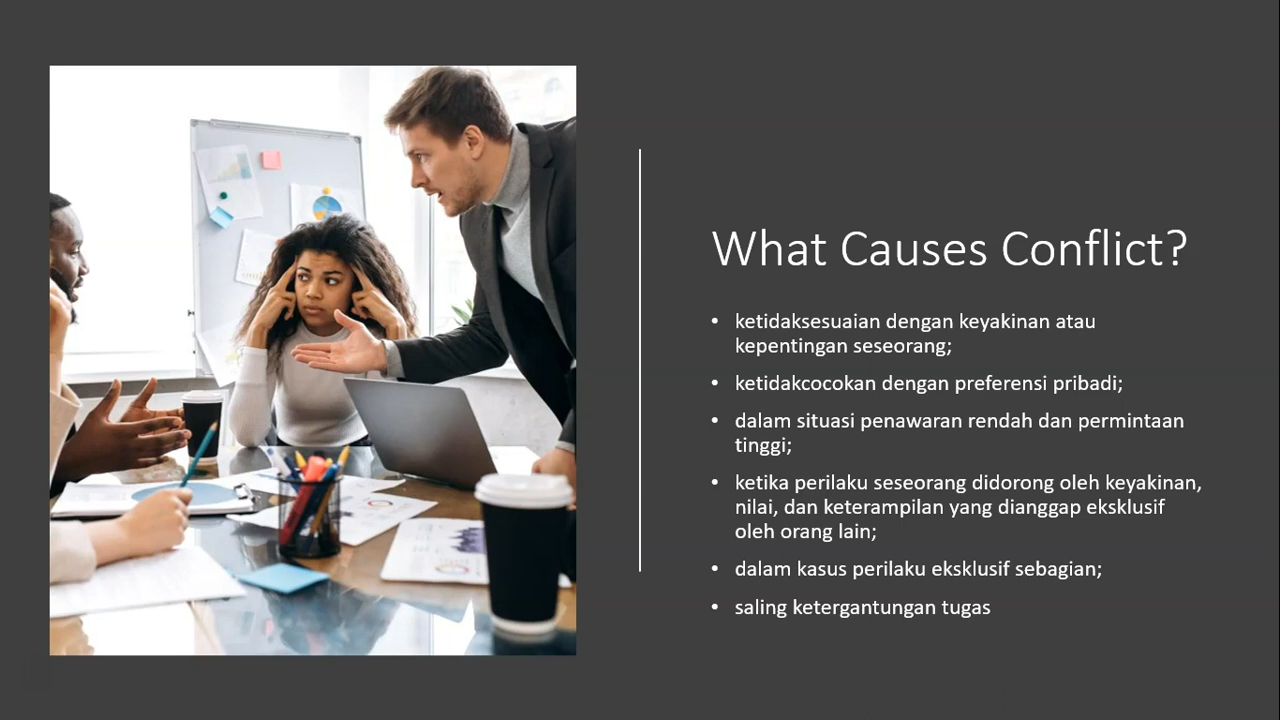 What Causes Conflict?
• ketidaksesuaian dengan keyakinan atau
kepentingan seseorang;
• ketidakcocokan dengan preferensi pribadi;
• dalam situasi penawaran rendah dan permintaan
tinggi;
• ketika perilaku seseorang didorong oleh keyakinan,
nilai, dan keterampilan yang dianggap eksklusif
oleh orang lain;
• dalam kasus perilaku eksklusif sebagian;
• saling ketergantungan tugas